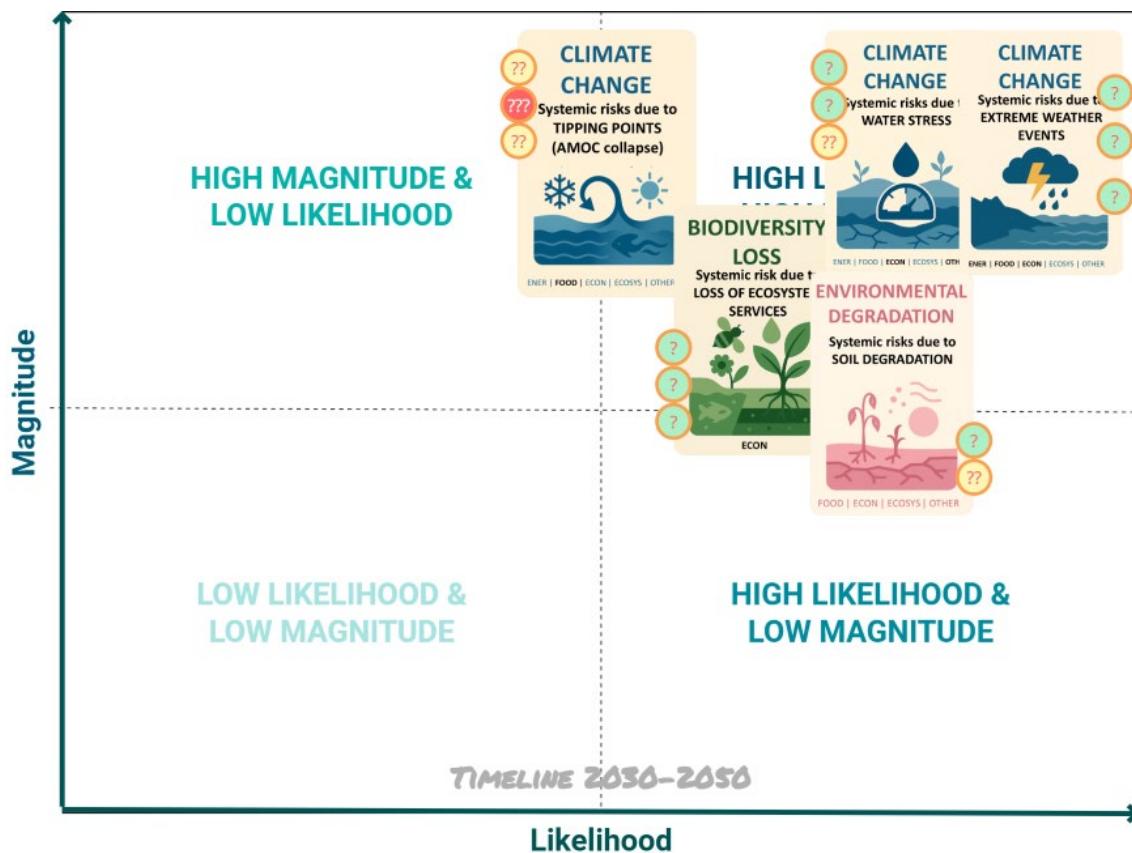 CLIMATE
CHANGE
Systemic risks due to
TIPPING POINTS
(AMOC collapse)
ENER | FOOD | ECON | ECOSYS | OTHER
??
???
??
CLIMATE
CHANGE
Systemic risks due
WATER STRESS
ENER | FOOD | ECON | ECOSYS | OTH
?
?
??
CLIMATE
CHANGE
Systemic risks due to
EXTREME WEATHER
EVENTS
ENER | FOOD | ECON | ECOSYS | OTHER
?
?
?
HIGH MAGNITUDE &
LOW LIKELIHOOD
HIGH L
BIODIVERSITY
LOSS
Systemic risk due t
LOSS OF ECOSYSTE
SERVICES
ECON
?
?
?
ENVIRONMENTAL
DEGRADATION
Systemic risks due to
SOIL DEGRADATION
FOOD | ECON | ECOSYS | OTHER
?
??
Magnitude
LOW LIKELIHOOD &
LOW MAGNITUDE
HIGH LIKELIHOOD &
LOW MAGNITUDE
TIMELINE 2030-2050
Likelihood